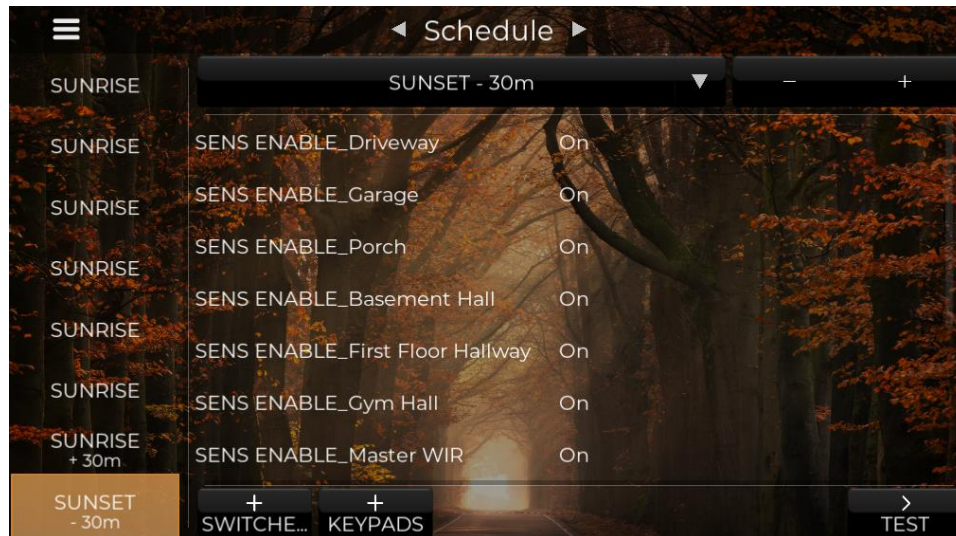 ◄ Schedule ►
SUNRISE
SUNRISE
SUNRISE
SUNRISE
SUNRISE
SUNRISE
SUNRISE
+ 30m
SUNSET
- 30m
SUNSET - 30m ▼ − +
SENS ENABLE_Driveway On
SENS ENABLE_Garage On
SENS ENABLE_Porch On
SENS ENABLE_Basement Hall On
SENS ENABLE_First Floor Hallway On
SENS ENABLE_Gym Hall On
SENS ENABLE_Master WIR On
+ SWITCHE...
+ KEYPADS
> TEST